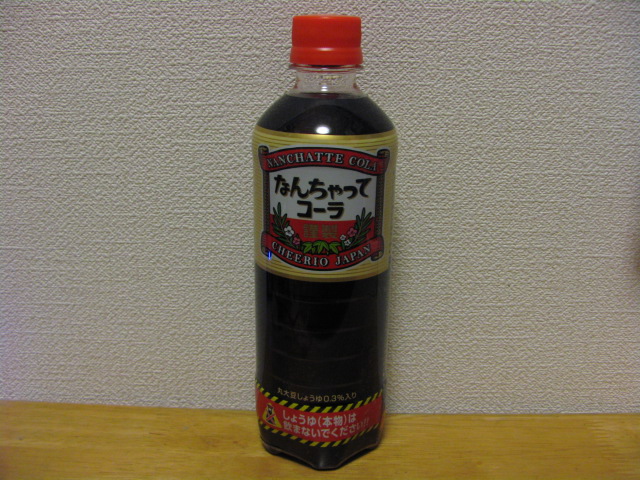 NANCHATTE COLA
なんちゃって
コーラ
謹製
CHEERIO JAPAN
丸大豆しょうゆ0.3%入り
しょうゆ(本物)は
飲まないでください!!